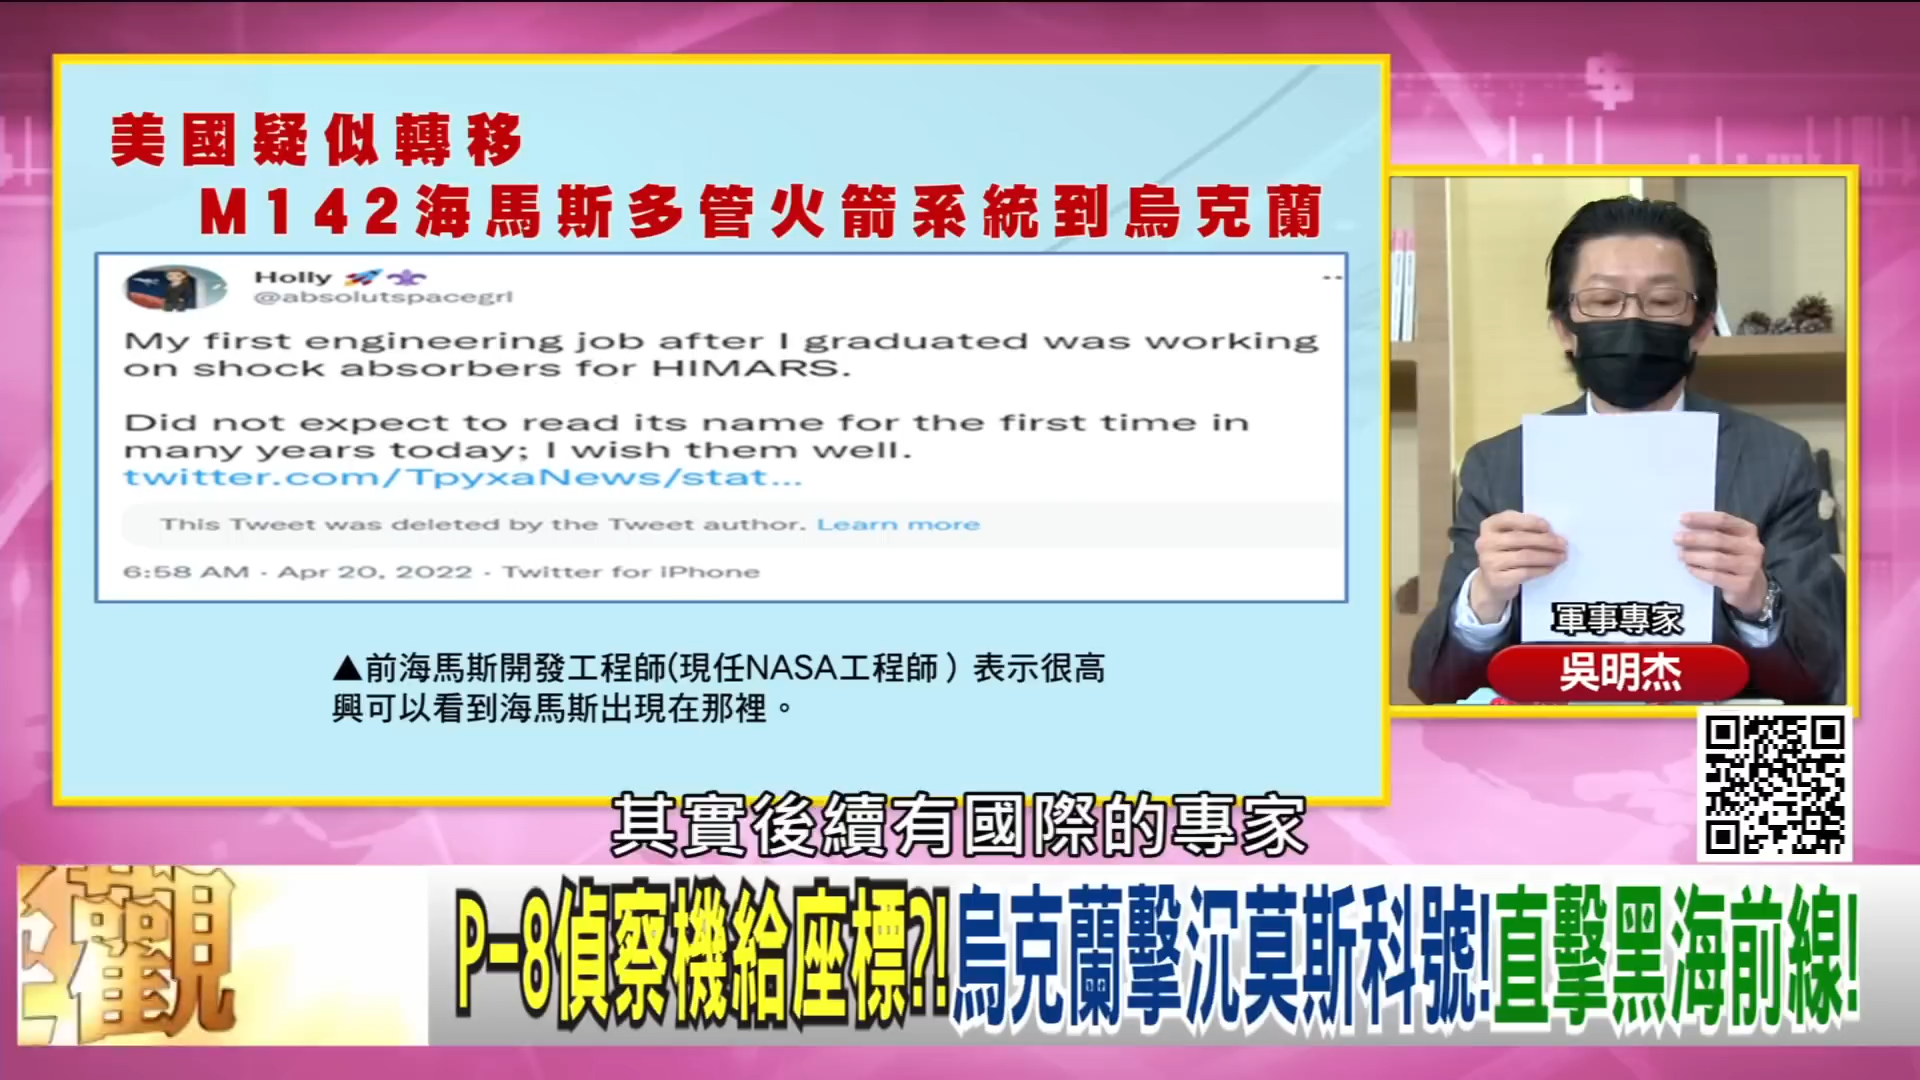 美國疑似轉移
M142海馬斯多管火箭系統到烏克蘭
Holly
@absolutspacegrl
My first engineering job after I graduated was working
on shock absorbers for HIMARS.
Did not expect to read its name for the first time in
many years today; I wish them well.
twitter.com/TpyxaNews/stat...
This Tweet was deleted by the Tweet author. Learn more
6:58 AM · Apr 20, 2022 · Twitter for iPhone
▲前海馬斯開發工程師(現任NASA工程師）表示很高
興可以看到海馬斯出現在那裡。
軍事專家
吳明杰
其實後續有國際的專家
觀
P-8偵察機給座標?!烏克蘭擊沉莫斯科號!直擊黑海前線!